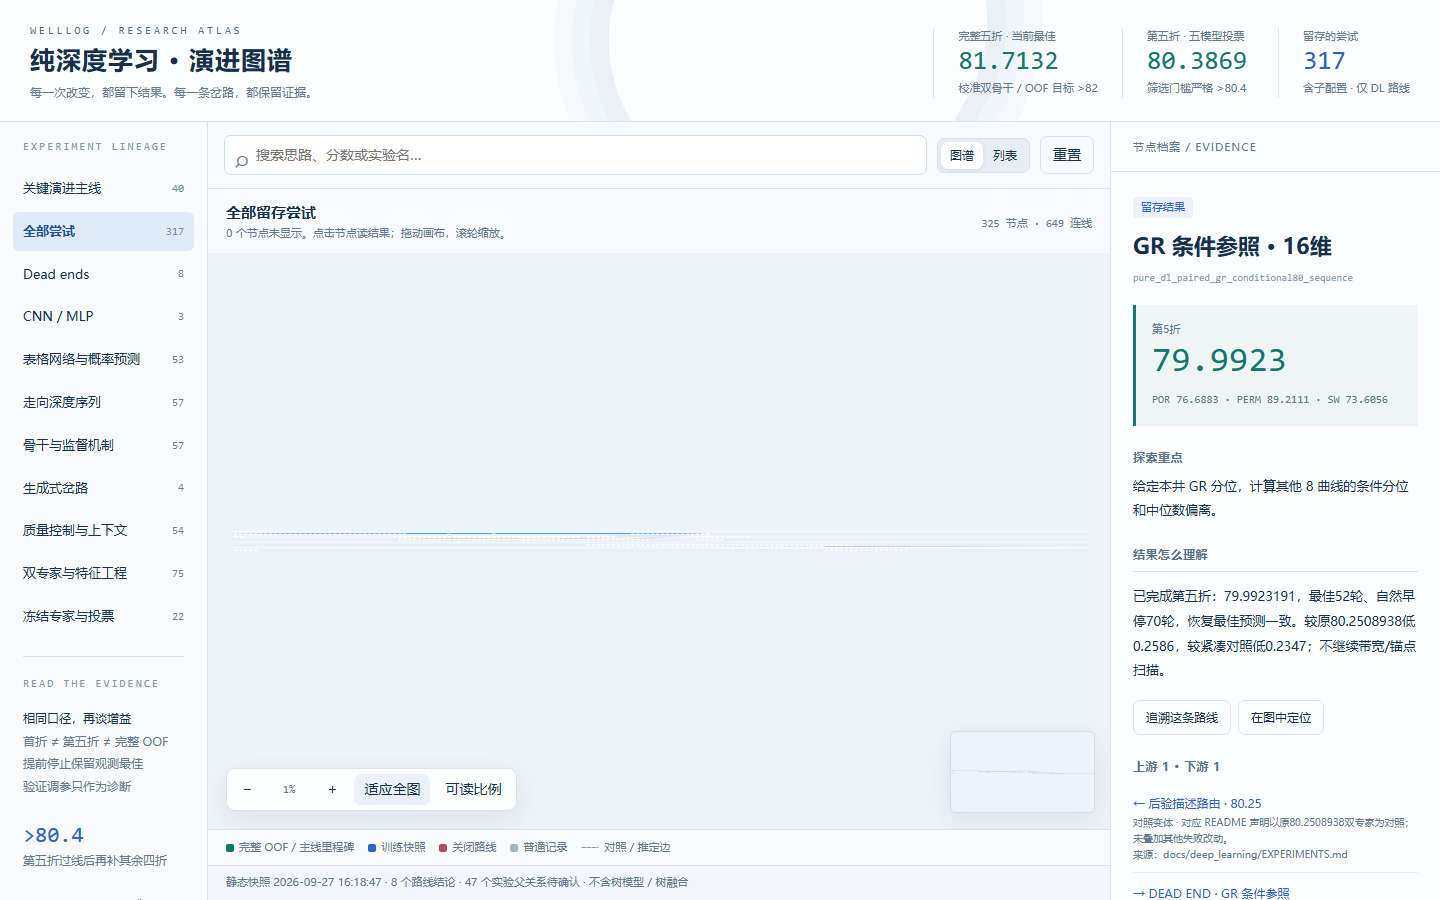 WELLLOG / RESEARCH ATLAS
纯深度学习 · 演进图谱
每一次改变，都留下结果。每一条岔路，都保留证据。
完整五折 · 当前最佳
81.7132
校准双骨干 / OOF 目标 >82
第五折 · 五模型投票
80.3869
筛选门槛严格 >80.4
留存的尝试
317
含子配置 · 仅 DL 路线
EXPERIMENT LINEAGE
关键演进主线 40
全部尝试 317
Dead ends 8
CNN / MLP 3
表格网络与概率预测 53
走向深度序列 57
骨干与监督机制 57
生成式岔路 4
质量控制与上下文 54
双专家与特征工程 75
冻结专家与投票 22
READ THE EVIDENCE
相同口径，再谈增益
首折 ≠ 第五折 ≠ 完整 OOF
提前停止保留观测最佳
验证调参只作为诊断
>80.4
第五折过线后再补其余四折
搜索思路、分数或实验名...
图谱 列表 重置
全部留存尝试
0 个节点未显示。点击节点读结果；拖动画布，滚轮缩放。
325 节点 · 649 连线
− 1% + 适应全图 可读比例
完整 OOF / 主线里程碑 训练快照 关闭路线 普通记录 对照 / 推定边
静态快照 2026-09-27 16:18:47 · 8 个路线结论 · 47 个实验父关系待确认 · 不含树模型 / 树融合
节点档案 / EVIDENCE
留存结果
GR 条件参照 · 16维
pure_dl_paired_gr_conditional80_sequence
第5折
79.9923
POR 76.6883 · PERM 89.2111 · SW 73.6056
探索重点
给定本井 GR 分位，计算其他 8 曲线的条件分位
和中位数偏离。
结果怎么理解
已完成第五折：79.9923191，最佳52轮、自然早
停70轮，恢复最佳预测一致。较原80.2508938低
0.2586，较紧凑对照低0.2347；不继续带宽/锚点
扫描。
追溯这条路线 在图中定位
上游 1 · 下游 1
← 后验描述路由 · 80.25
对照变体 · 对应 README 声明以原80.2508938双专家为对照；
未叠加其他失败改动。
来源：docs/deep_learning/EXPERIMENTS.md
→ DEAD END · GR 条件参照